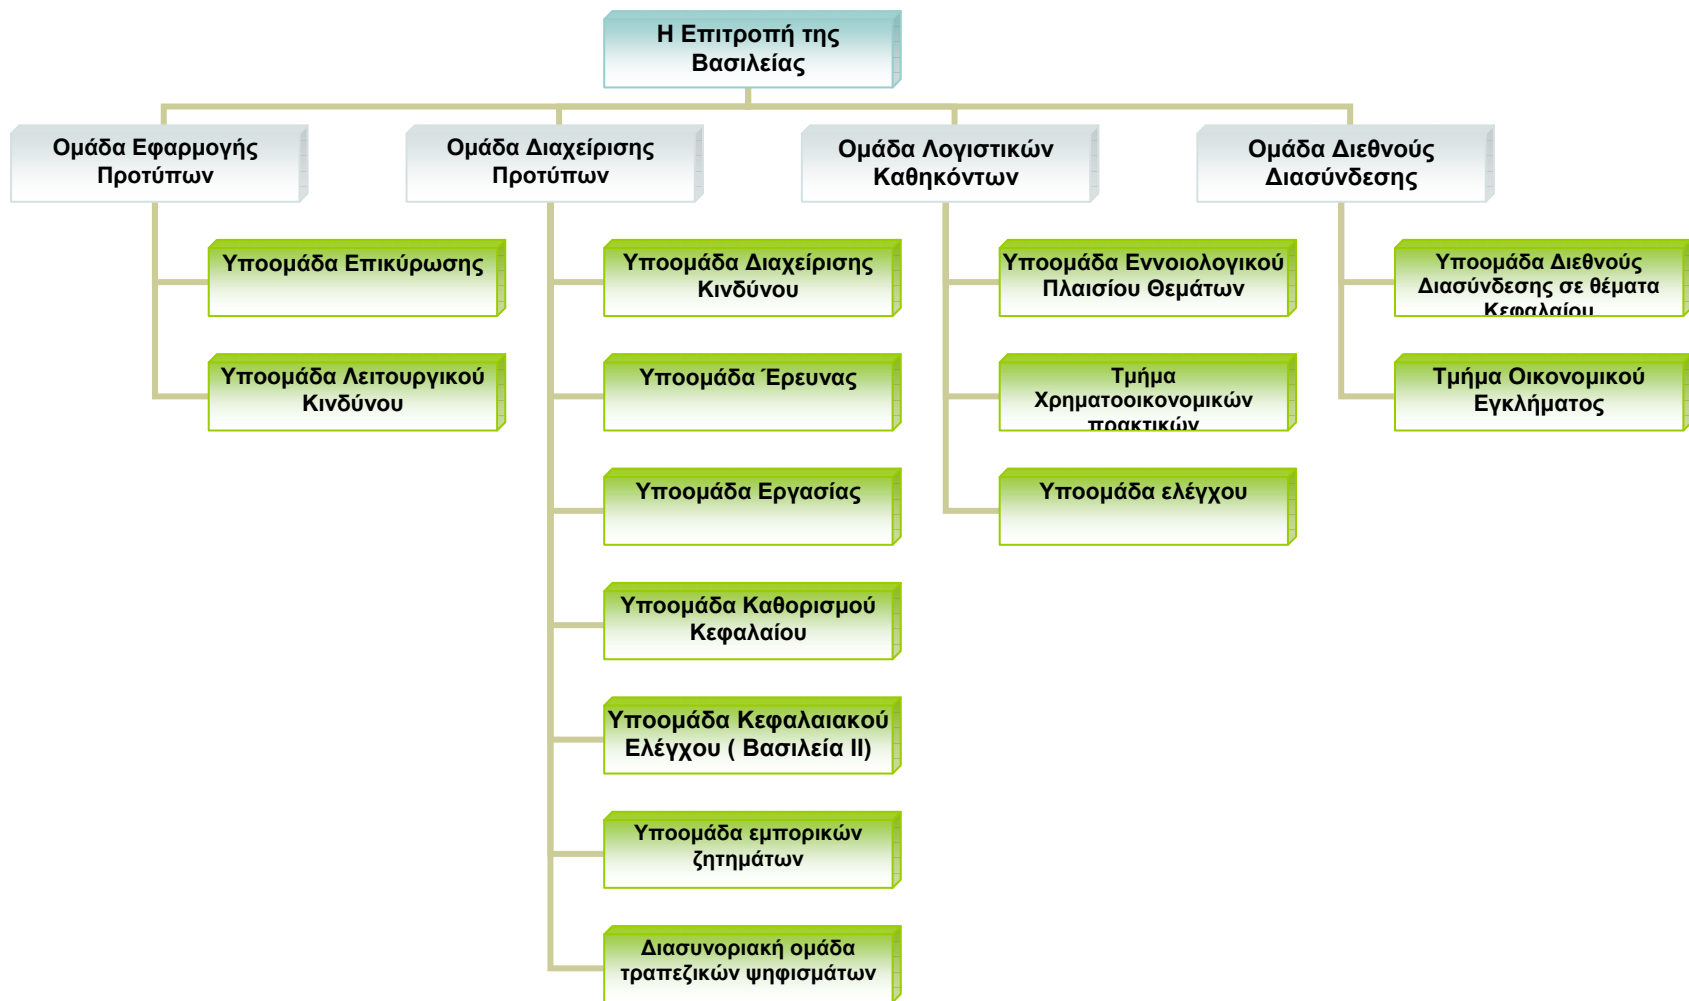 Η Επιτροπή της
Βασιλείας
Ομάδα Εφαρμογής
Προτύπων
Ομάδα Διαχείρισης
Προτύπων
Ομάδα Λογιστικών
Καθηκόντων
Ομάδα Διεθνούς
Διασύνδεσης
Υποομάδα Επικύρωσης
Υποομάδα Λειτουργικού
Κινδύνου
Υποομάδα Διαχείρισης
Κινδύνου
Υποομάδα Έρευνας
Υποομάδα Εργασίας
Υποομάδα Καθορισμού
Κεφαλαίου
Υποομάδα Κεφαλαιακού
Ελέγχου ( Βασιλεία ΙΙ)
Υποομάδα εμπορικών
ζητημάτων
Διασυνοριακή ομάδα
τραπεζικών ψηφισμάτων
Υποομάδα Εννοιολογικού
Πλαισίου Θεμάτων
Τμήμα
Χρηματοοικονομικών
πρακτικών
Υποομάδα ελέγχου
Υποομάδα Διεθνούς
Διασύνδεσης σε θέματα
Κεφαλαίου
Τμήμα Οικονομικού
Εγκλήματος